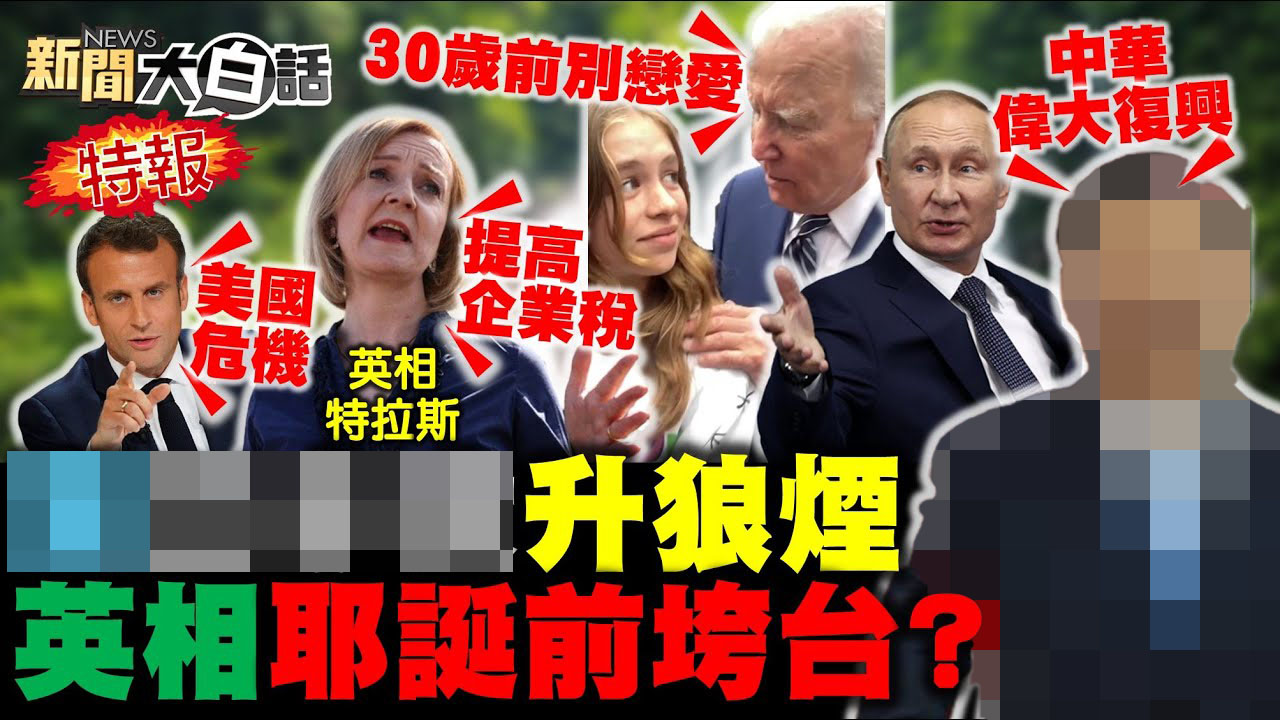 NEWS
新聞大白話
特報
30歲前別戀愛
中華
偉大復興
美國
危機
提高
企業稅
英相
特拉斯
升狼煙
英相耶誕前垮台?